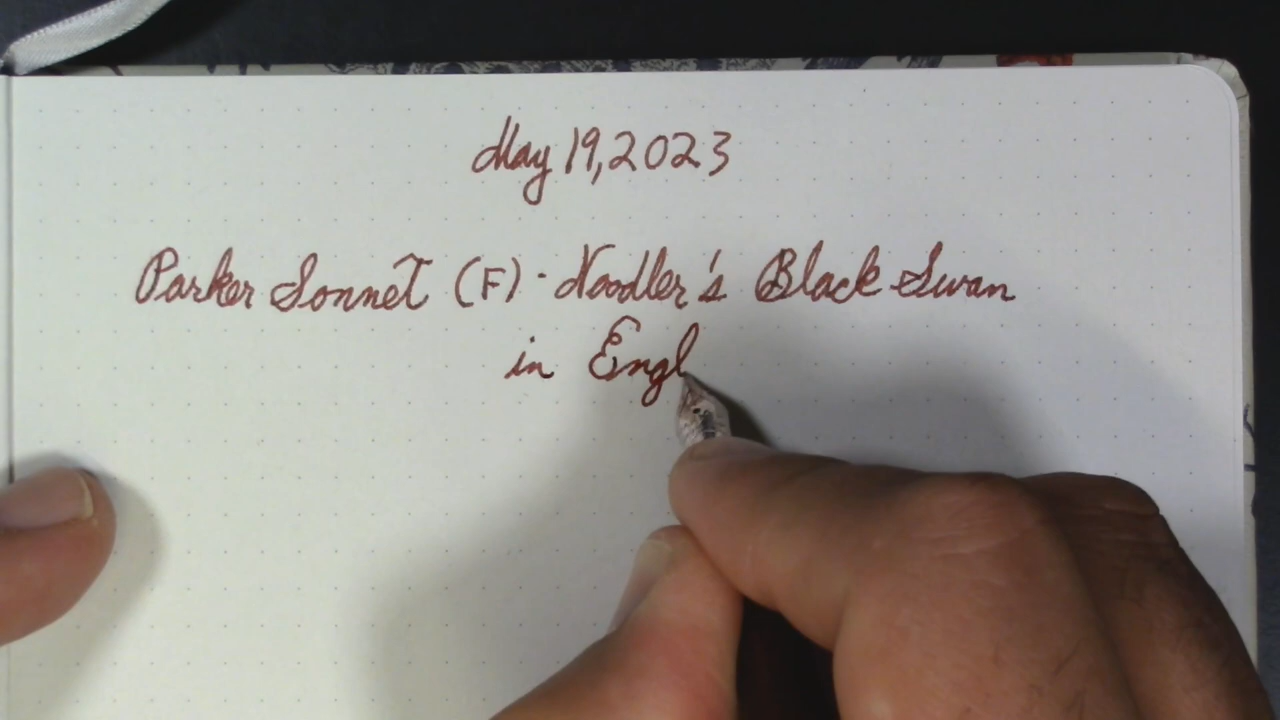 May 19, 2023
Parker Sonnet (F) · Noodler's Black Swan
in Engl